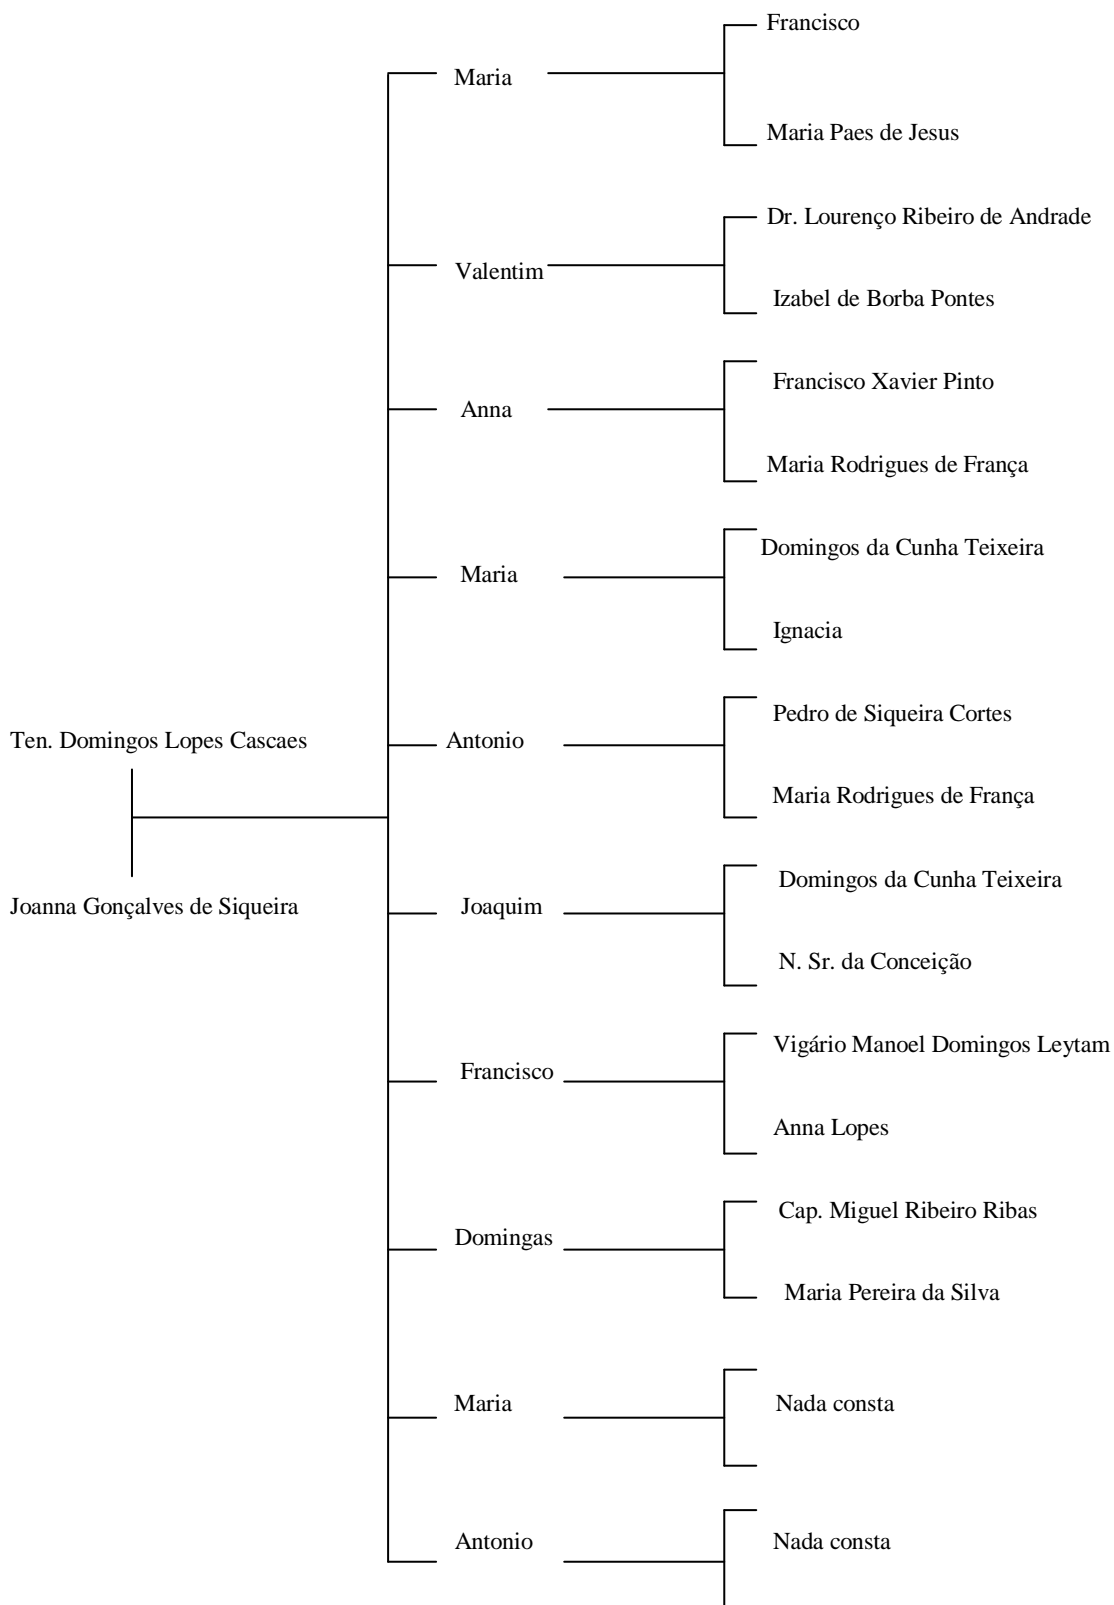 Francisco
Maria
Maria Paes de Jesus
Dr. Lourenço Ribeiro de Andrade
Valentim
Izabel de Borba Pontes
Francisco Xavier Pinto
Anna
Maria Rodrigues de França
Domingos da Cunha Teixeira
Maria
Ignacia
Pedro de Siqueira Cortes
Ten. Domingos Lopes Cascaes
Antonio
Maria Rodrigues de França
Domingos da Cunha Teixeira
Joanna Gonçalves de Siqueira
Joaquim
N. Sr. da Conceição
Vigário Manoel Domingos Leytam
Francisco
Anna Lopes
Cap. Miguel Ribeiro Ribas
Domingas
Maria Pereira da Silva
Maria
Nada consta
Antonio
Nada consta